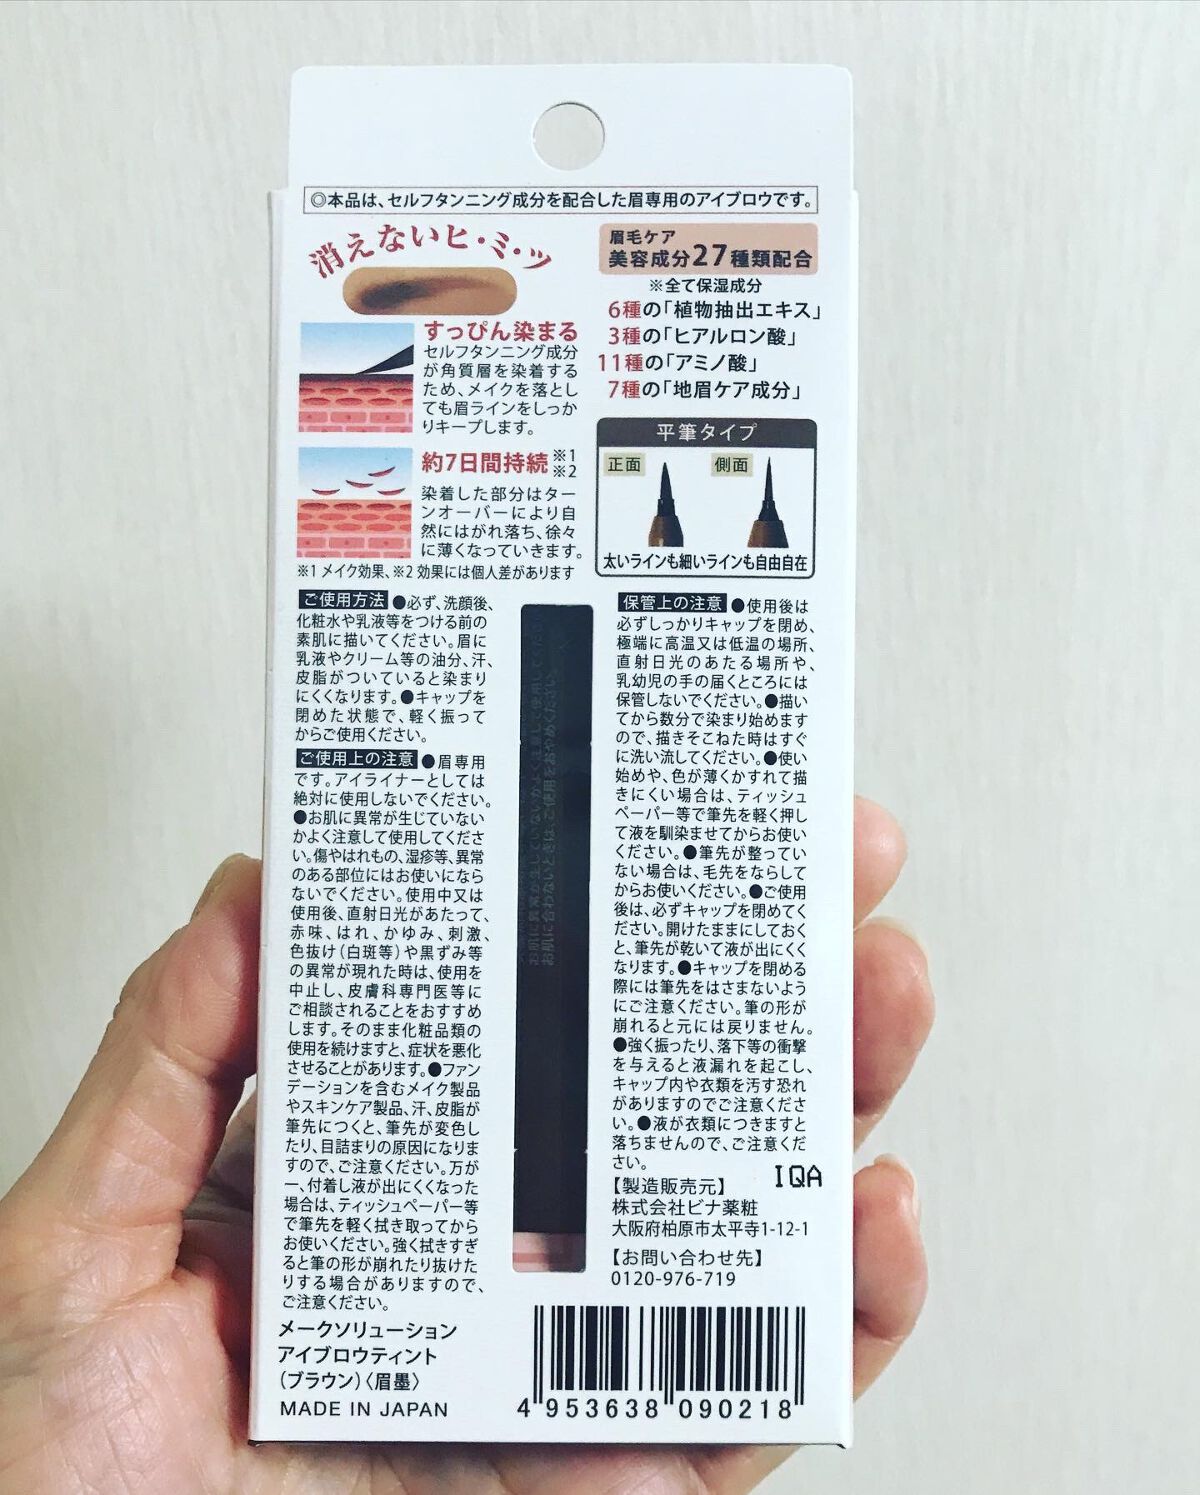 ◎本品は、セルフタンニング成分を配合した眉専用のアイブロウです。
消えないヒ・ミ・ツ
すっぴん染まる
セルフタンニング成分
が角質層を染着する
ため、メイクを落とし
ても眉ラインをしっか
りキープします。
約7日間持続 ※1
※2
染着した部分はター
ンオーバーにより自
然にはがれ落ち、徐々
に薄くなっていきます。
※1 メイク効果、※2 効果には個人差があります
眉毛ケア
美容成分27種類配合
※全て保湿成分
6種の「植物抽出エキス」
3種の「ヒアルロン酸」
11種の「アミノ酸」
7種の「地眉ケア成分」
平筆タイプ
正面 側面
太いラインも細いラインも自由自在
ご使用方法 ●必ず、洗顔後、
化粧水や乳液等をつける前の
素肌に描いてください。眉に
乳液やクリーム等の油分、汗、
皮脂がついていると染まり
にくくなります。●キャップを
閉めた状態で、軽く振って
からご使用ください。
ご使用上の注意 ●眉専用
です。アイライナーとしては
絶対に使用しないでください。
●お肌に異常が生じていない
かよく注意して使用してくださ
い。傷やはれもの、湿疹等、異常
のある部位にはお使いになら
ないでください。使用中又は
使用後、直射日光があたって、
赤味、はれ、かゆみ、刺激、
色抜け(白斑等)や黒ずみ等
の異常が現れた時は、使用を
中止し、皮膚科専門医等に
ご相談されることをおすすめ
します。そのまま化粧品類の
使用を続けますと、症状を悪化
させることがあります。●ファン
デーションを含むメイク製品
やスキンケア製品、汗、皮脂が
筆先につくと、筆先が変色し
たり、目詰まりの原因になりま
すので、ご注意ください。万が
一、付着し液が出にくくなった
場合は、ティッシュペーパー等
で筆先を軽く拭き取ってから
お使いください。強く拭きすぎ
ると筆の形が崩れたり抜けた
りする場合がありますので、
ご注意ください。
お肌に合わないときは、ご使用をおやめください。
保管上の注意 ●使用後は
必ずしっかりキャップを閉め、
極端に高温又は低温の場所、
直射日光のあたる場所や、
乳幼児の手の届くところには
保管しないでください。●描い
てから数分で染まり始めます
ので、描きそこねた時はすぐ
に洗い流してください。●使い
始めや、色が薄くかすれて描
きにくい場合は、ティッシュ
ペーパー等で筆先を軽く押し
て液を馴染ませてからお使い
ください。●筆先が整ってい
ない場合は、毛先をならして
からお使いください。●ご使用
後は、必ずキャップを閉めてく
ださい。開けたままにしておく
と、筆先が乾いて液が出にくく
なります。●キャップを閉める
際には筆先をはさまないよう
にご注意ください。筆の形が
崩れると元には戻りません。
●強く振ったり、落下等の衝撃
を与えると液漏れを起こし、
キャップ内や衣類を汚す恐れ
がありますのでご注意くださ
い。●液が衣類につきますと
落ちませんので、ご注意くだ
さい。
IQA
【製造販売元】
株式会社ビナ薬粧
大阪府柏原市太平寺1-12-1
【お問い合わせ先】
0120-976-719
メークソリューション
アイブロウティント
(ブラウン)〈眉墨〉
MADE IN JAPAN
4 953638 090218